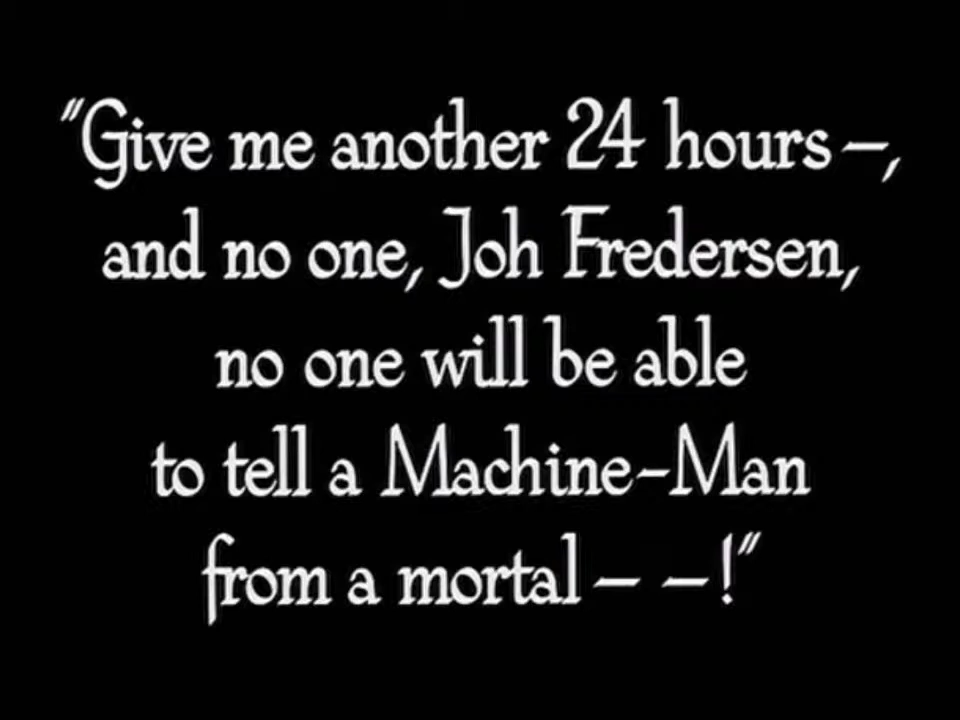 "Give me another 24 hours –,
and no one, Joh Fredersen,
no one will be able
to tell a Machine-Man
from a mortal – – !"